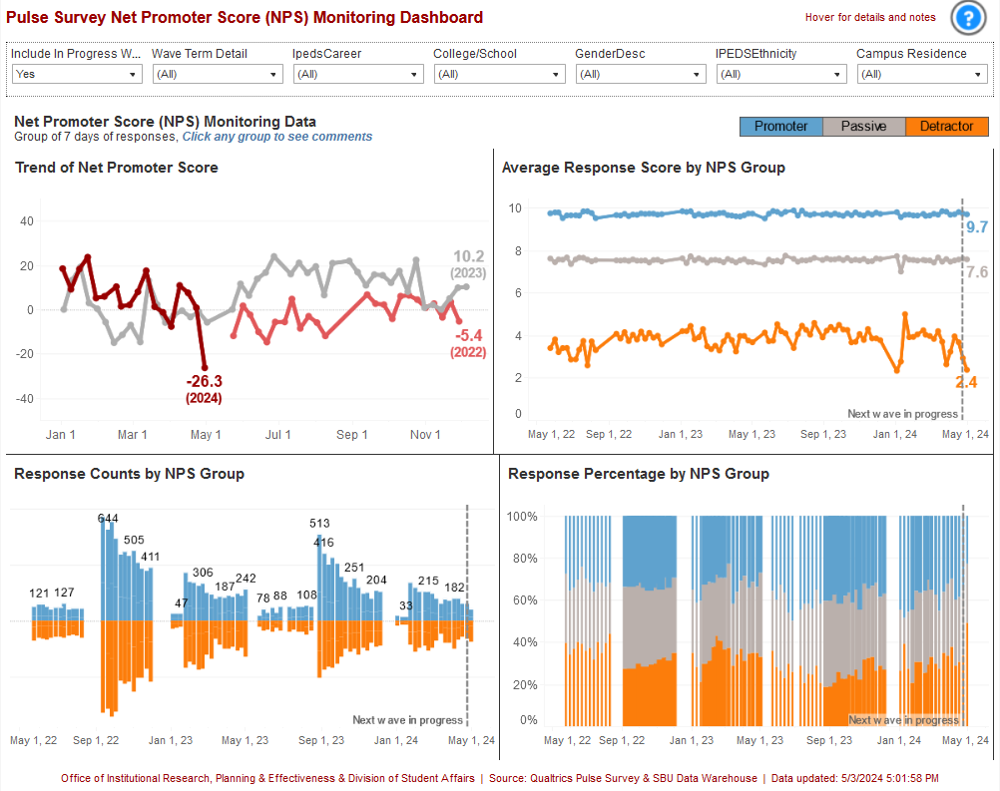 Pulse Survey Net Promoter Score (NPS) Monitoring Dashboard
Hover for details and notes
?
Include In Progress W... Wave Term Detail IpedsCareer College/School GenderDesc IPEDSEthnicity Campus Residence
Yes (All) (All) (All) (All) (All) (All)
Net Promoter Score (NPS) Monitoring Data
Group of 7 days of responses, Click any group to see comments
Promoter Passive Detractor
Trend of Net Promoter Score
40
20
0
-20
-40
10.2
(2023)
-5.4
(2022)
-26.3
(2024)
Jan 1 Mar 1 May 1 Jul 1 Sep 1 Nov 1
Average Response Score by NPS Group
10
8
6
4
2
0
9.7
7.6
2.4
Next wave in progress
May 1, 22 Sep 1, 22 Jan 1, 23 May 1, 23 Sep 1, 23 Jan 1, 24 May 1, 24
Response Counts by NPS Group
121 127 644 505 411 47 306 187 242 78 88 108 513 416 251 204 33 215 182
Next wave in progress
May 1, 22 Sep 1, 22 Jan 1, 23 May 1, 23 Sep 1, 23 Jan 1, 24 May 1, 24
Response Percentage by NPS Group
100%
80%
60%
40%
20%
0%
Next wave in progress
May 1, 22 Sep 1, 22 Jan 1, 23 May 1, 23 Sep 1, 23 Jan 1, 24 May 1, 24
Office of Institutional Research, Planning & Effectiveness & Division of Student Affairs | Source: Qualtrics Pulse Survey & SBU Data Warehouse | Data updated: 5/3/2024 5:01:58 PM